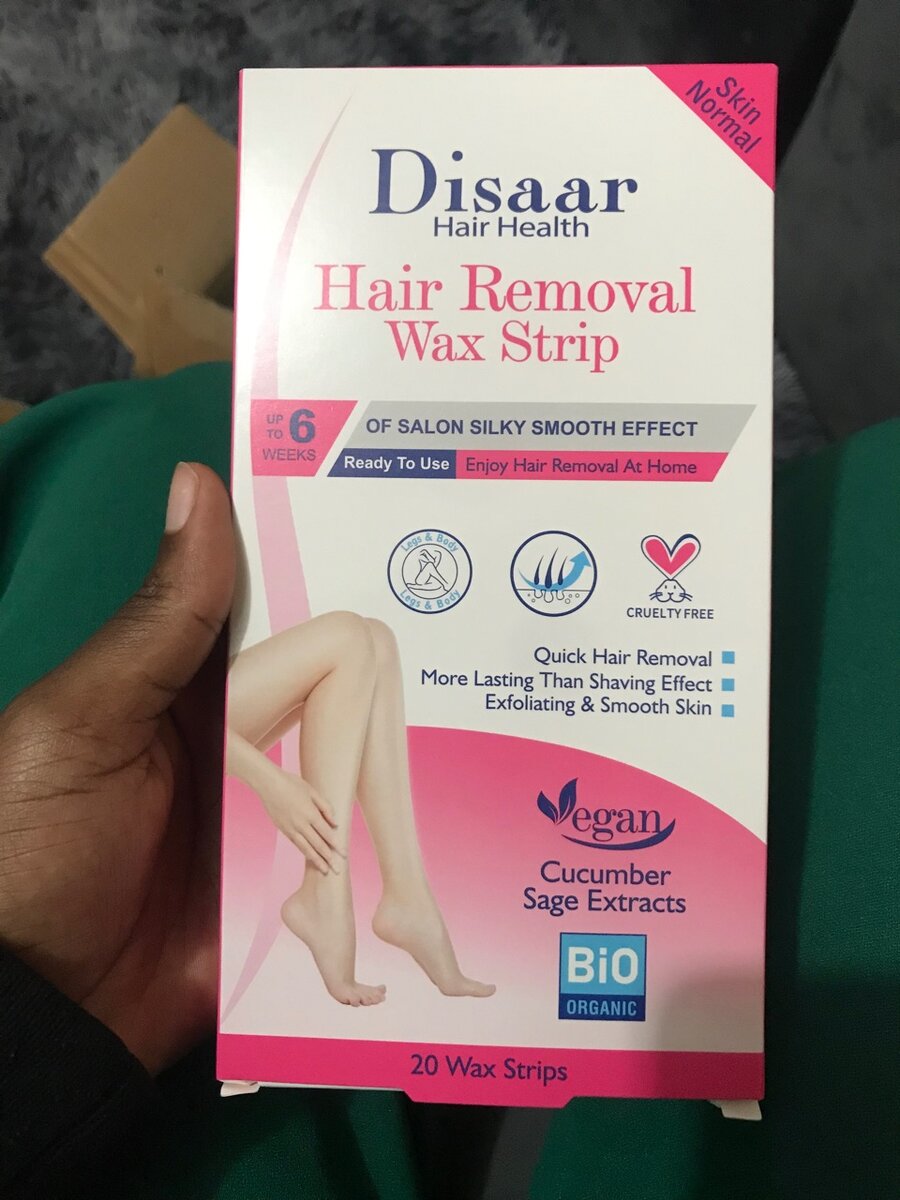 Skin
Normal
Disaar
Hair Health
Hair Removal
Wax Strip
UP
TO 6
WEEKS
OF SALON SILKY SMOOTH EFFECT
Ready To Use Enjoy Hair Removal At Home
Legs & Body
Legs & Body
CRUELTY FREE
Quick Hair Removal
More Lasting Than Shaving Effect
Exfoliating & Smooth Skin
Vegan
Cucumber
Sage Extracts
BiO
ORGANIC
20 Wax Strips